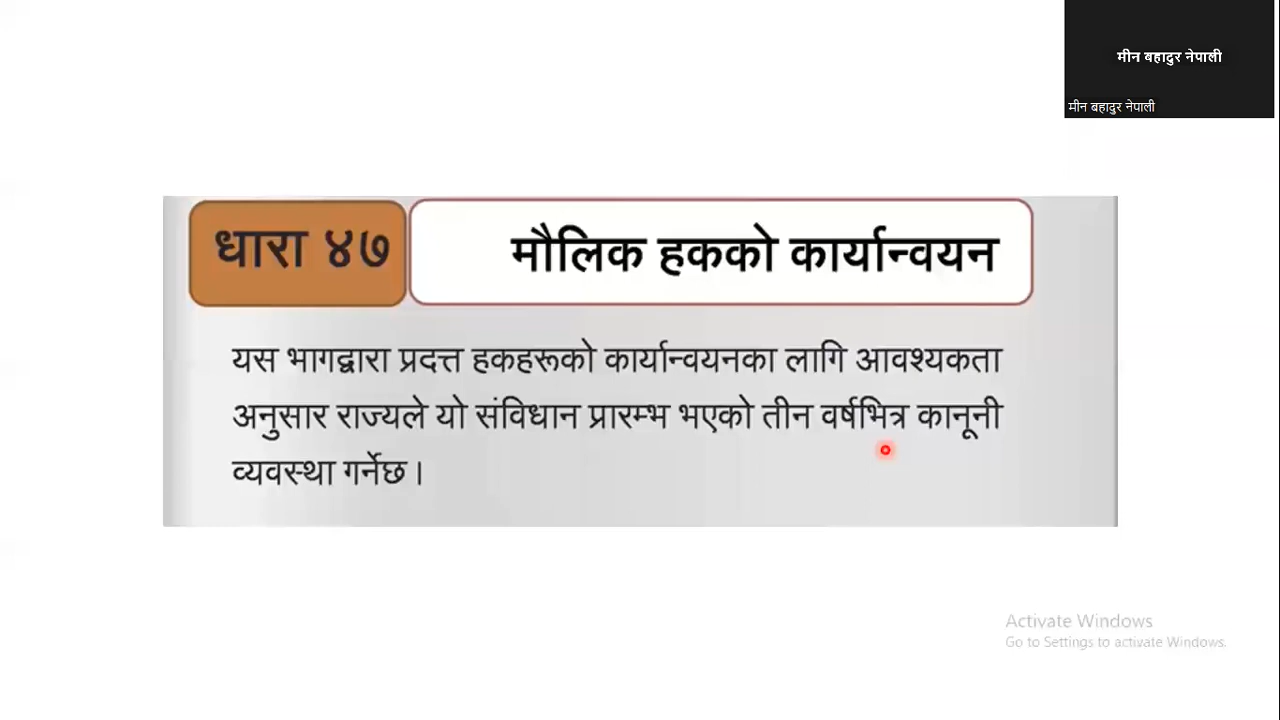 मीन बहादुर नेपाली
मीन बहादुर नेपाली
धारा ४७
मौलिक हकको कार्यान्वयन
यस भागद्वारा प्रदत्त हकहरूको कार्यान्वयनका लागि आवश्यकता
अनुसार राज्यले यो संविधान प्रारम्भ भएको तीन वर्षभित्र कानूनी
व्यवस्था गर्नेछ ।
Activate Windows
Go to Settings to activate Windows.